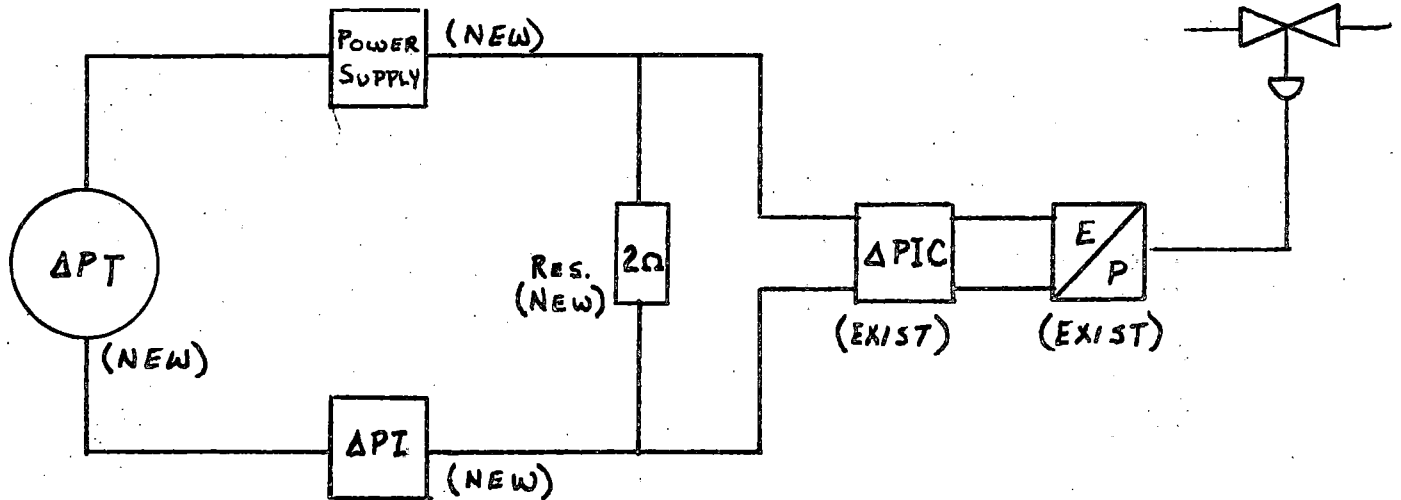 POWER
SUPPLY
(NEW)
ΔPT
(NEW)
RES.
(NEW)
2Ω
ΔPIC
(EXIST)
E/P
(EXIST)
ΔPI
(NEW)